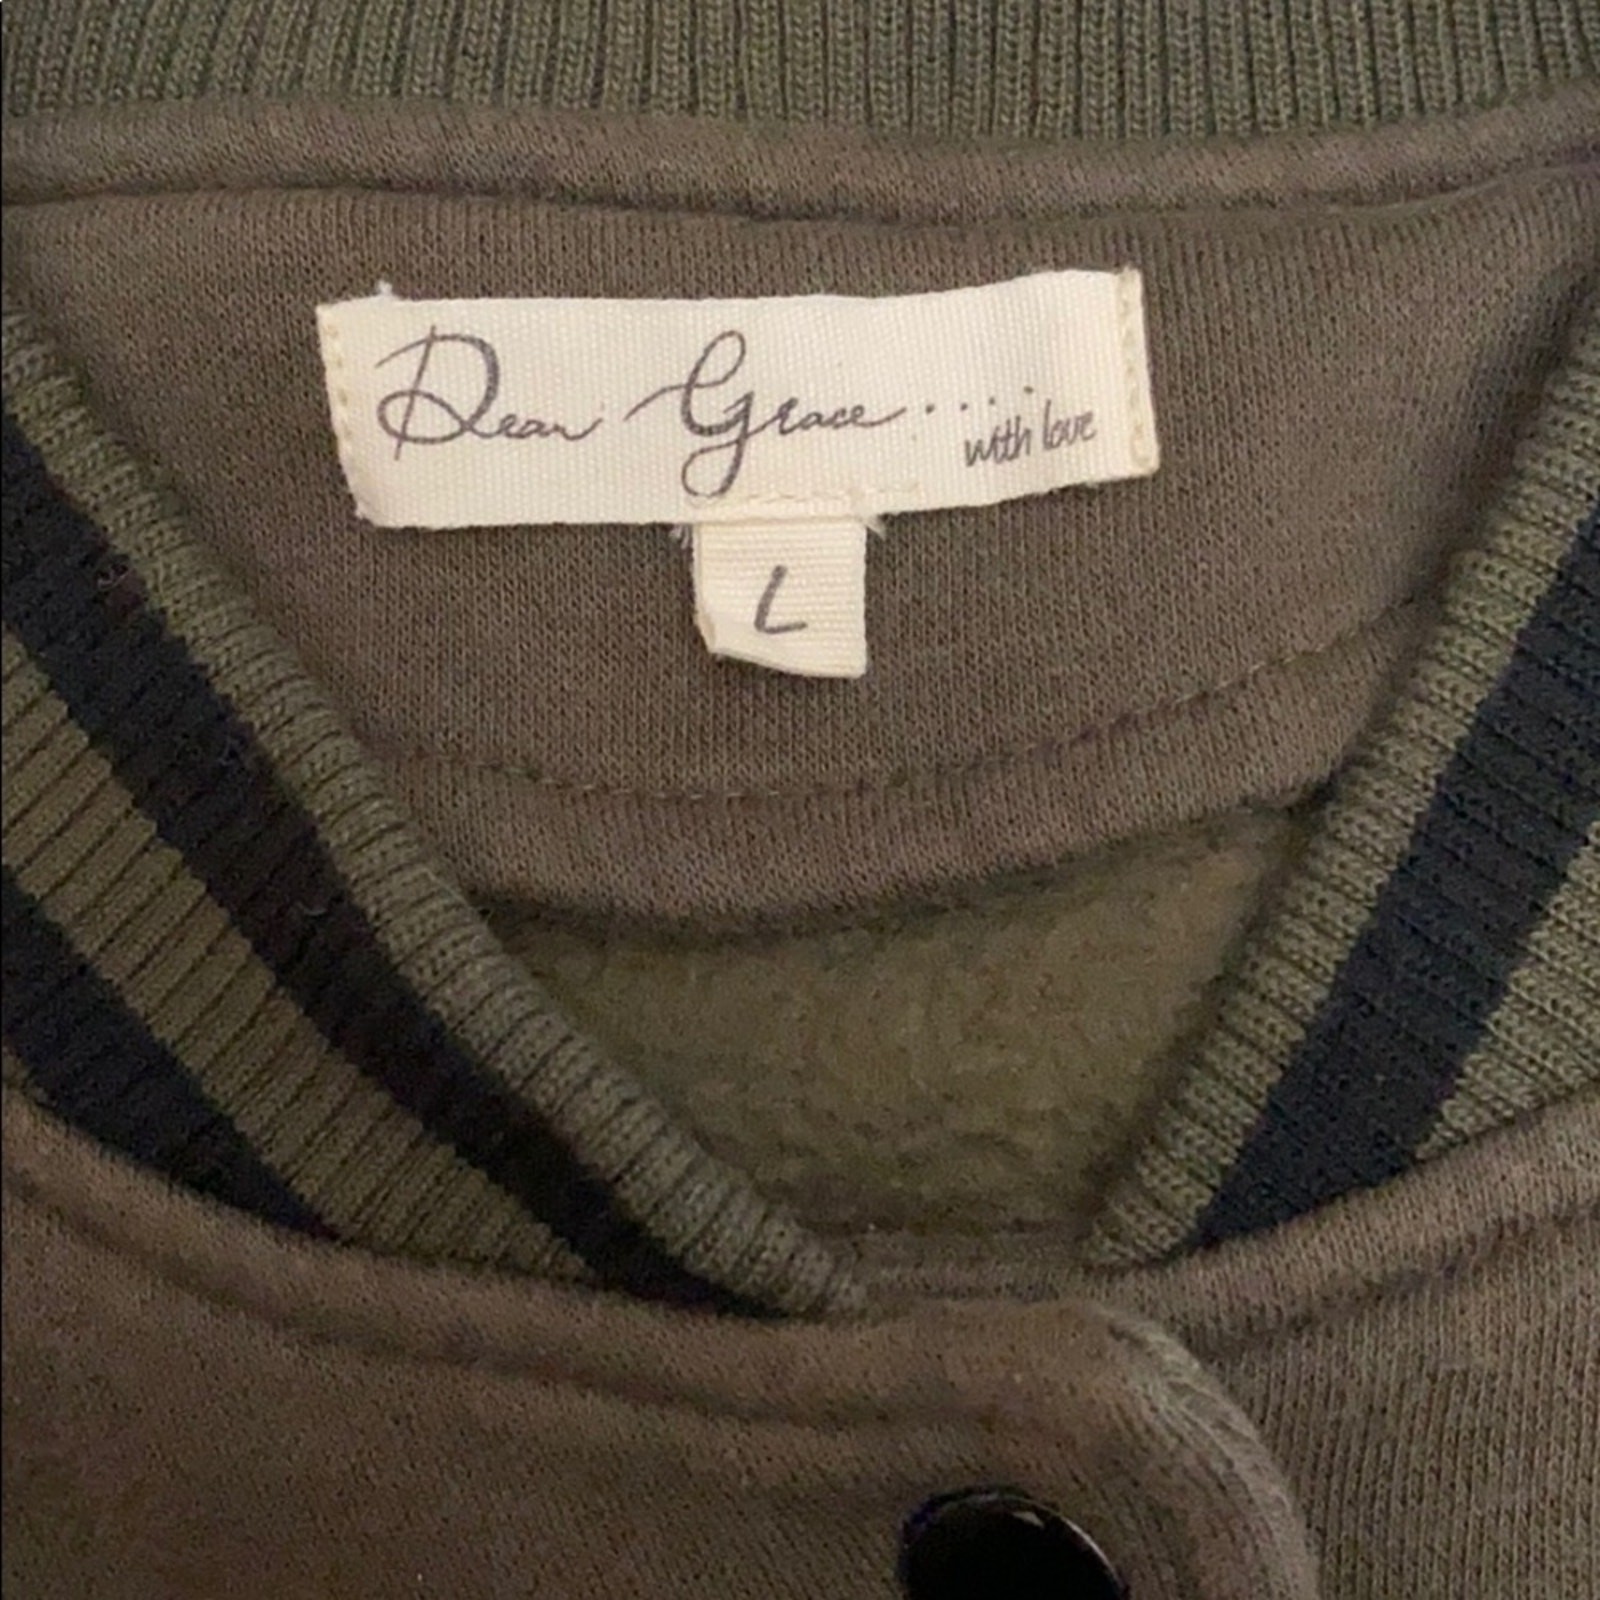 Dear Grace.....
with love
L